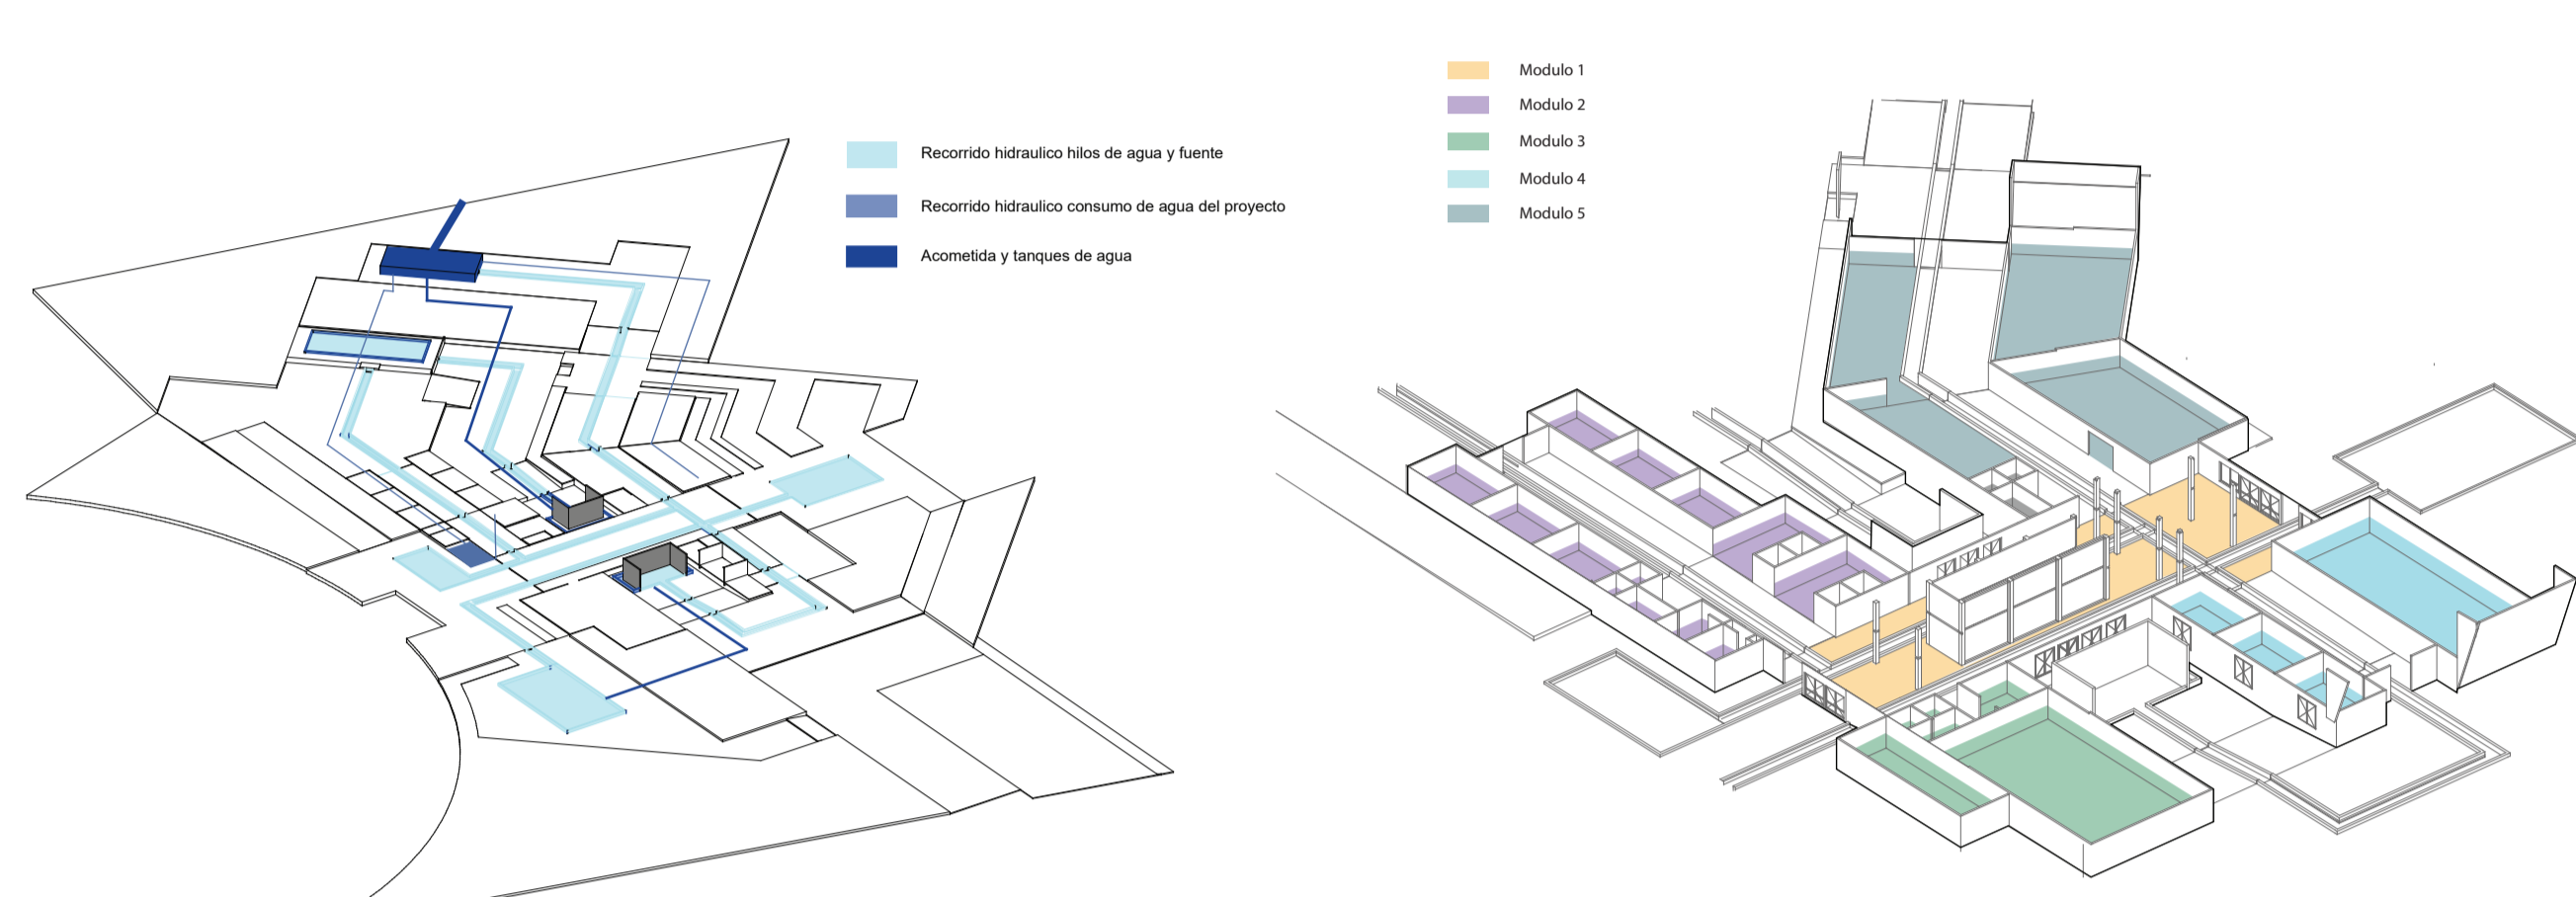 Recorrido hidraulico hilos de agua y fuente
Recorrido hidraulico consumo de agua del proyecto
Acometida y tanques de agua
Modulo 1
Modulo 2
Modulo 3
Modulo 4
Modulo 5